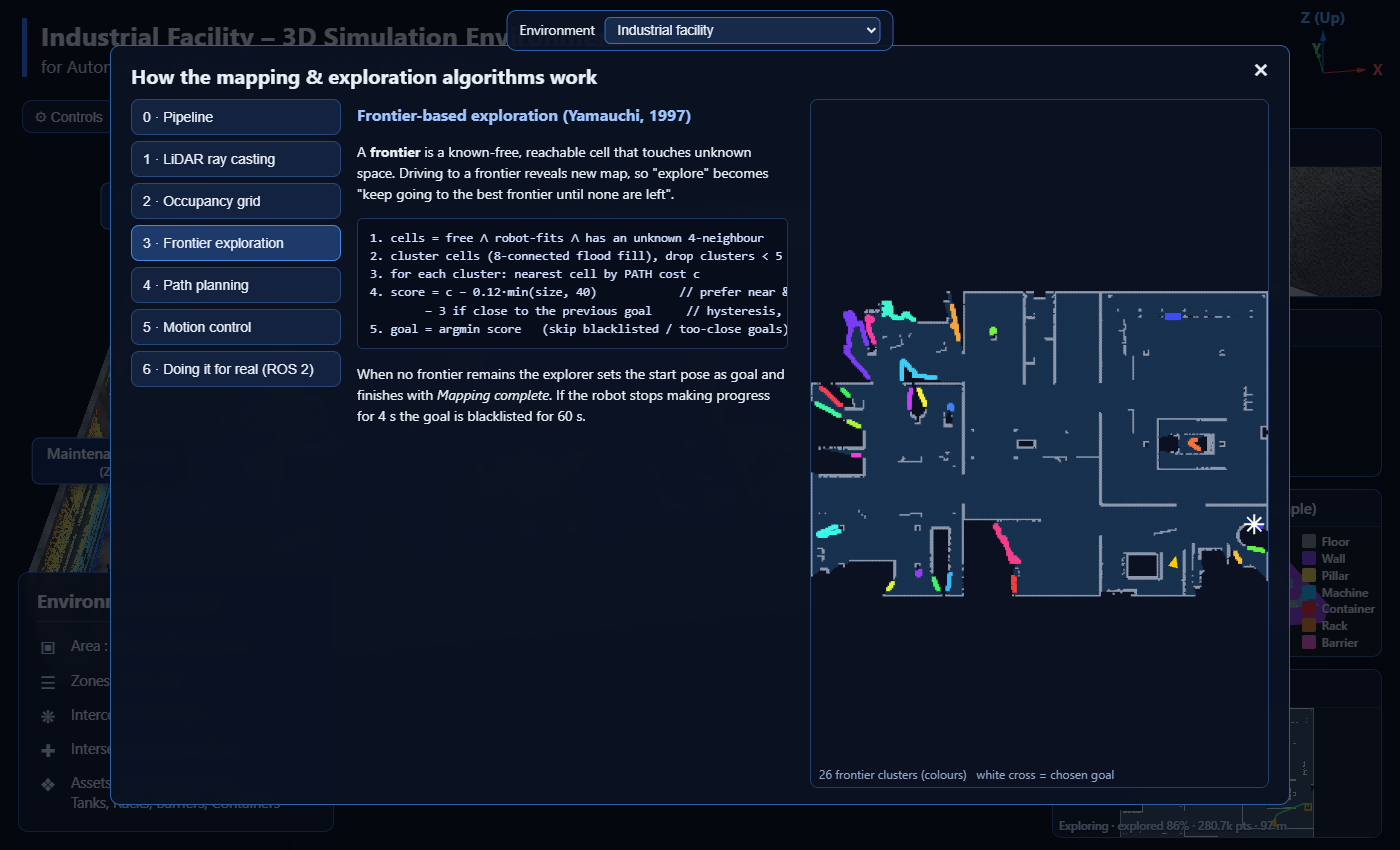 Environment
Industrial facility
Industrial Facility – 3D Simulation
for Auton
Z (Up)
Y
X
⚙ Controls
How the mapping & exploration algorithms work
×
0 · Pipeline
1 · LiDAR ray casting
2 · Occupancy grid
3 · Frontier exploration
4 · Path planning
5 · Motion control
6 · Doing it for real (ROS 2)
Frontier-based exploration (Yamauchi, 1997)
A frontier is a known-free, reachable cell that touches unknown
space. Driving to a frontier reveals new map, so "explore" becomes
"keep going to the best frontier until none are left".
1. cells = free ∧ robot-fits ∧ has an unknown 4-neighbour
2. cluster cells (8-connected flood fill), drop clusters < 5
3. for each cluster: nearest cell by PATH cost c
4. score = c − 0.12·min(size, 40) // prefer near &
− 3 if close to the previous goal // hysteresis,
5. goal = argmin score (skip blacklisted / too-close goals)
When no frontier remains the explorer sets the start pose as goal and
finishes with Mapping complete. If the robot stops making progress
for 4 s the goal is blacklisted for 60 s.
26 frontier clusters (colours) white cross = chosen goal
Maintena
(Z
Environ
Area :
Zones
Interc
Interse
Assets
Tanks, Racks, Barriers, Containers
ple)
Floor
Wall
Pillar
Machine
Container
Rack
Barrier
Exploring · explored 86% · 280.7k pts · 97 m